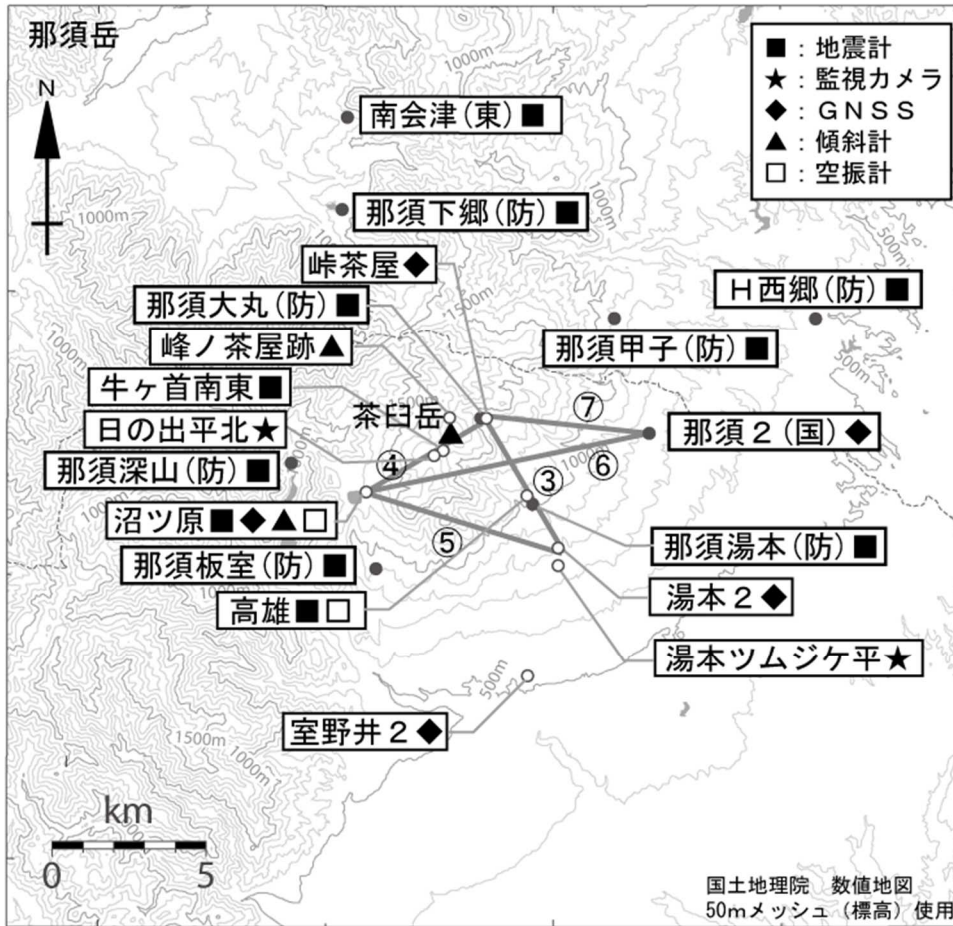 那須岳
■：地震計
★：監視カメラ
◆：ＧＮＳＳ
▲：傾斜計
□：空振計
N
1000m
南会津(東)■
1000m
那須下郷(防)■
峠茶屋◆
1500m
Ｈ西郷(防)■
那須大丸(防)■
峰ノ茶屋跡▲
那須甲子(防)■
1000m
500m
牛ヶ首南東■
1500m
茶臼岳
⑦
日の出平北★
那須２(国)◆
1000m
⑥
那須深山(防)■
④
③
沼ツ原■◆▲□
⑤
那須湯本(防)■
那須板室(防)■
1000m
湯本２◆
高雄■□
湯本ツムジケ平★
500m
室野井２◆
1500m
1000m
km
0
5
国土地理院　数値地図
50mメッシュ（標高）使用